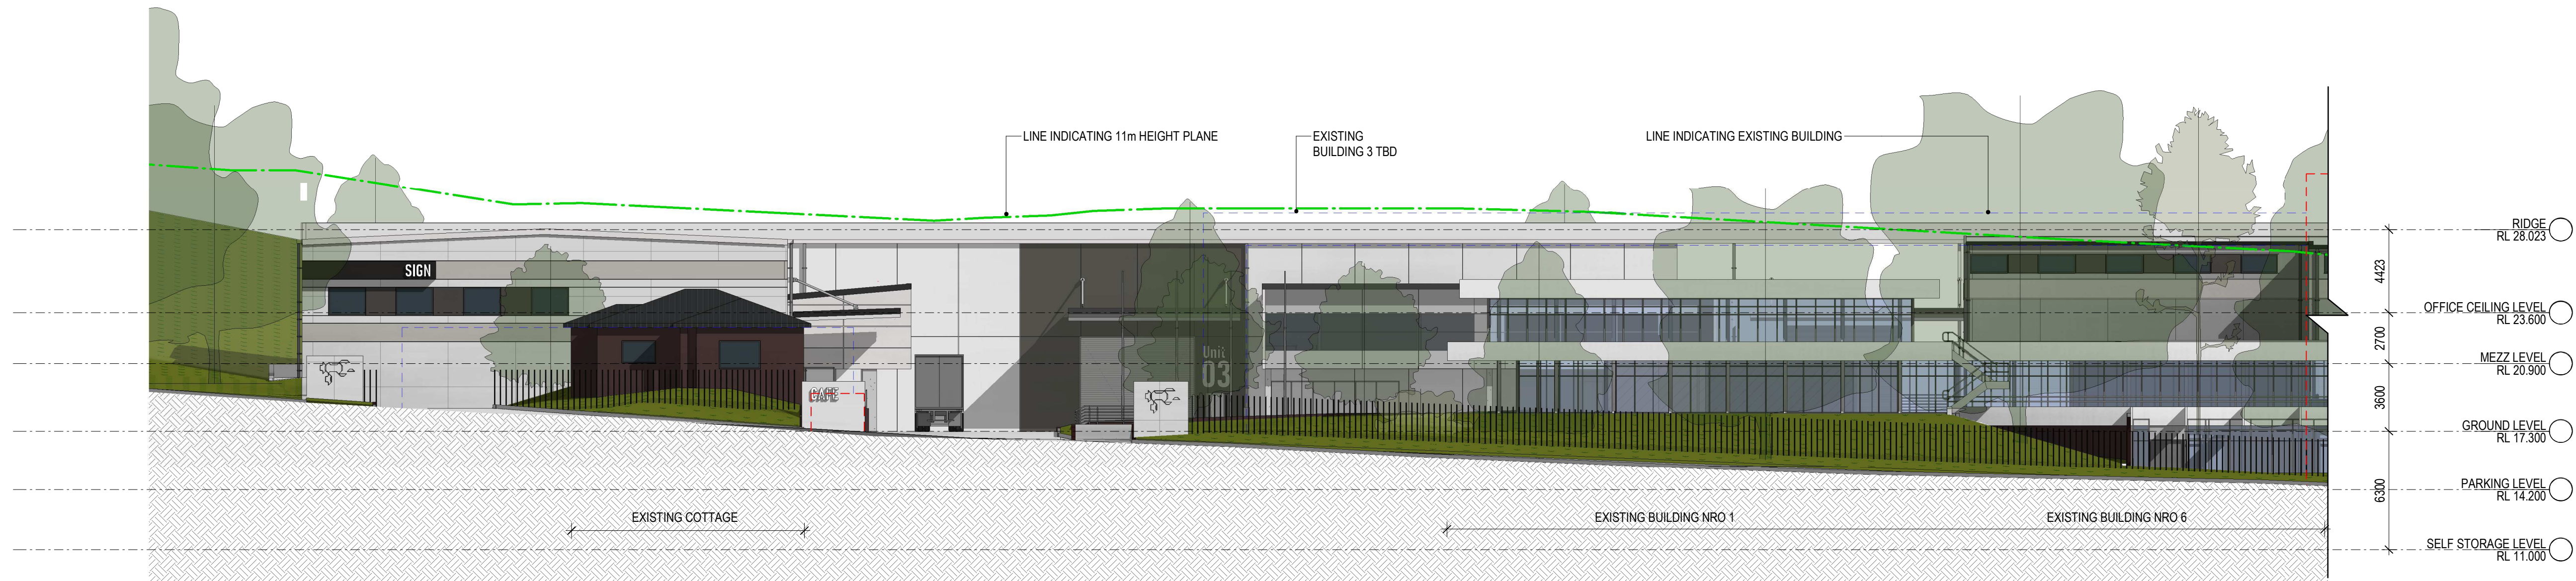 LINE INDICATING 11m HEIGHT PLANE
EXISTING
BUILDING 3 TBD
LINE INDICATING EXISTING BUILDING
SIGN
CAFE
Unit
03
RIDGE
RL 28.023
4423
OFFICE CEILING LEVEL
RL 23.600
2700
MEZZ LEVEL
RL 20.900
3600
GROUND LEVEL
RL 17.300
6300
PARKING LEVEL
RL 14.200
SELF STORAGE LEVEL
RL 11.000
EXISTING COTTAGE
EXISTING BUILDING NRO 1
EXISTING BUILDING NRO 6